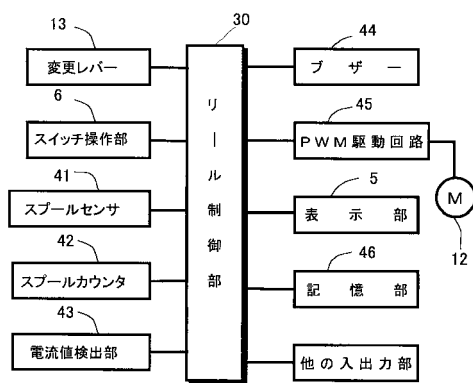 30
13
変更レバー
6
スイッチ操作部
41
スプールセンサ
42
スプールカウンタ
43
電流値検出部
リール制御部
44
ブザー
45
PWM駆動回路
M
12
5
表示部
46
記憶部
他の入出力部